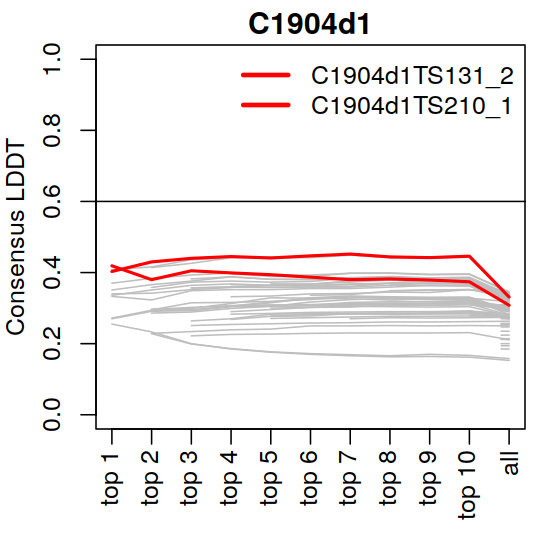 C1904d1
C1904d1TS131_2
C1904d1TS210_1
Consensus LDDT
1.0
0.8
0.6
0.4
0.2
0.0
top 1
top 2
top 3
top 4
top 5
top 6
top 7
top 8
top 9
top 10
all